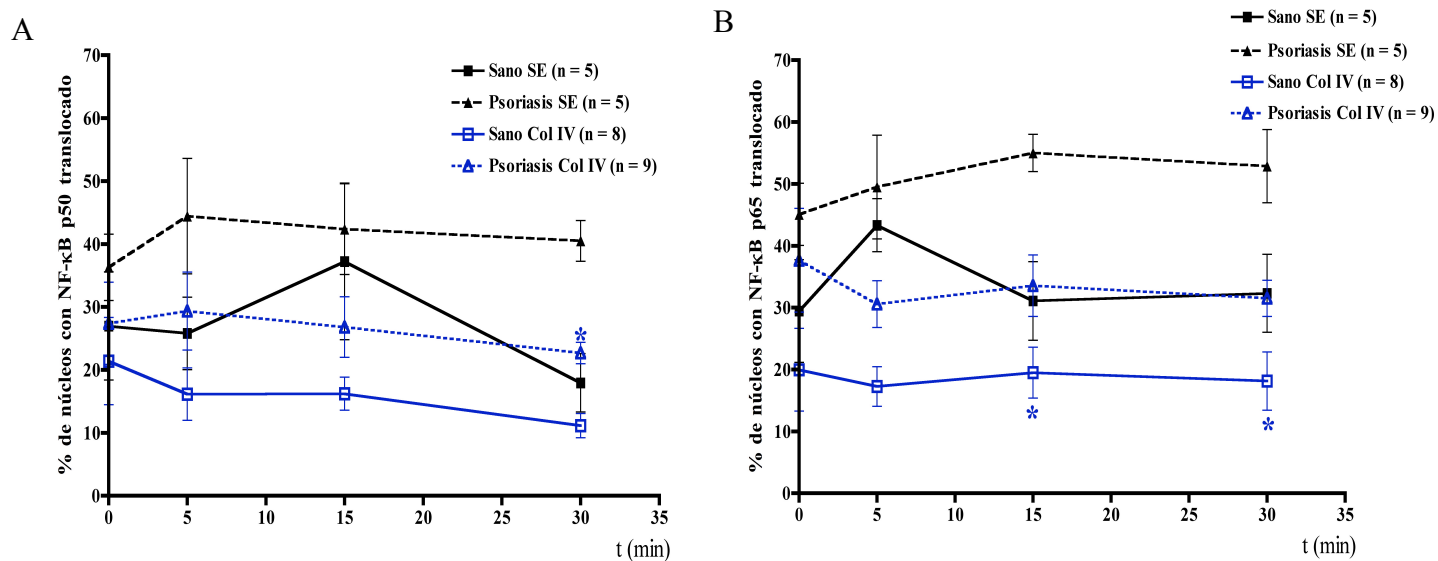 A
% de núcleos con NF-κB p50 translocado
70
60
50
40
30
20
10
0
0 5 10 15 20 25 30 35
t (min)
Sano SE (n = 5)
Psoriasis SE (n = 5)
Sano Col IV (n = 8)
Psoriasis Col IV (n = 9)
*
B
% de núcleos con NF-κB p65 translocado
70
60
50
40
30
20
10
0
0 5 10 15 20 25 30 35
t (min)
Sano SE (n = 5)
Psoriasis SE (n = 5)
Sano Col IV (n = 8)
Psoriasis Col IV (n = 9)
*
*